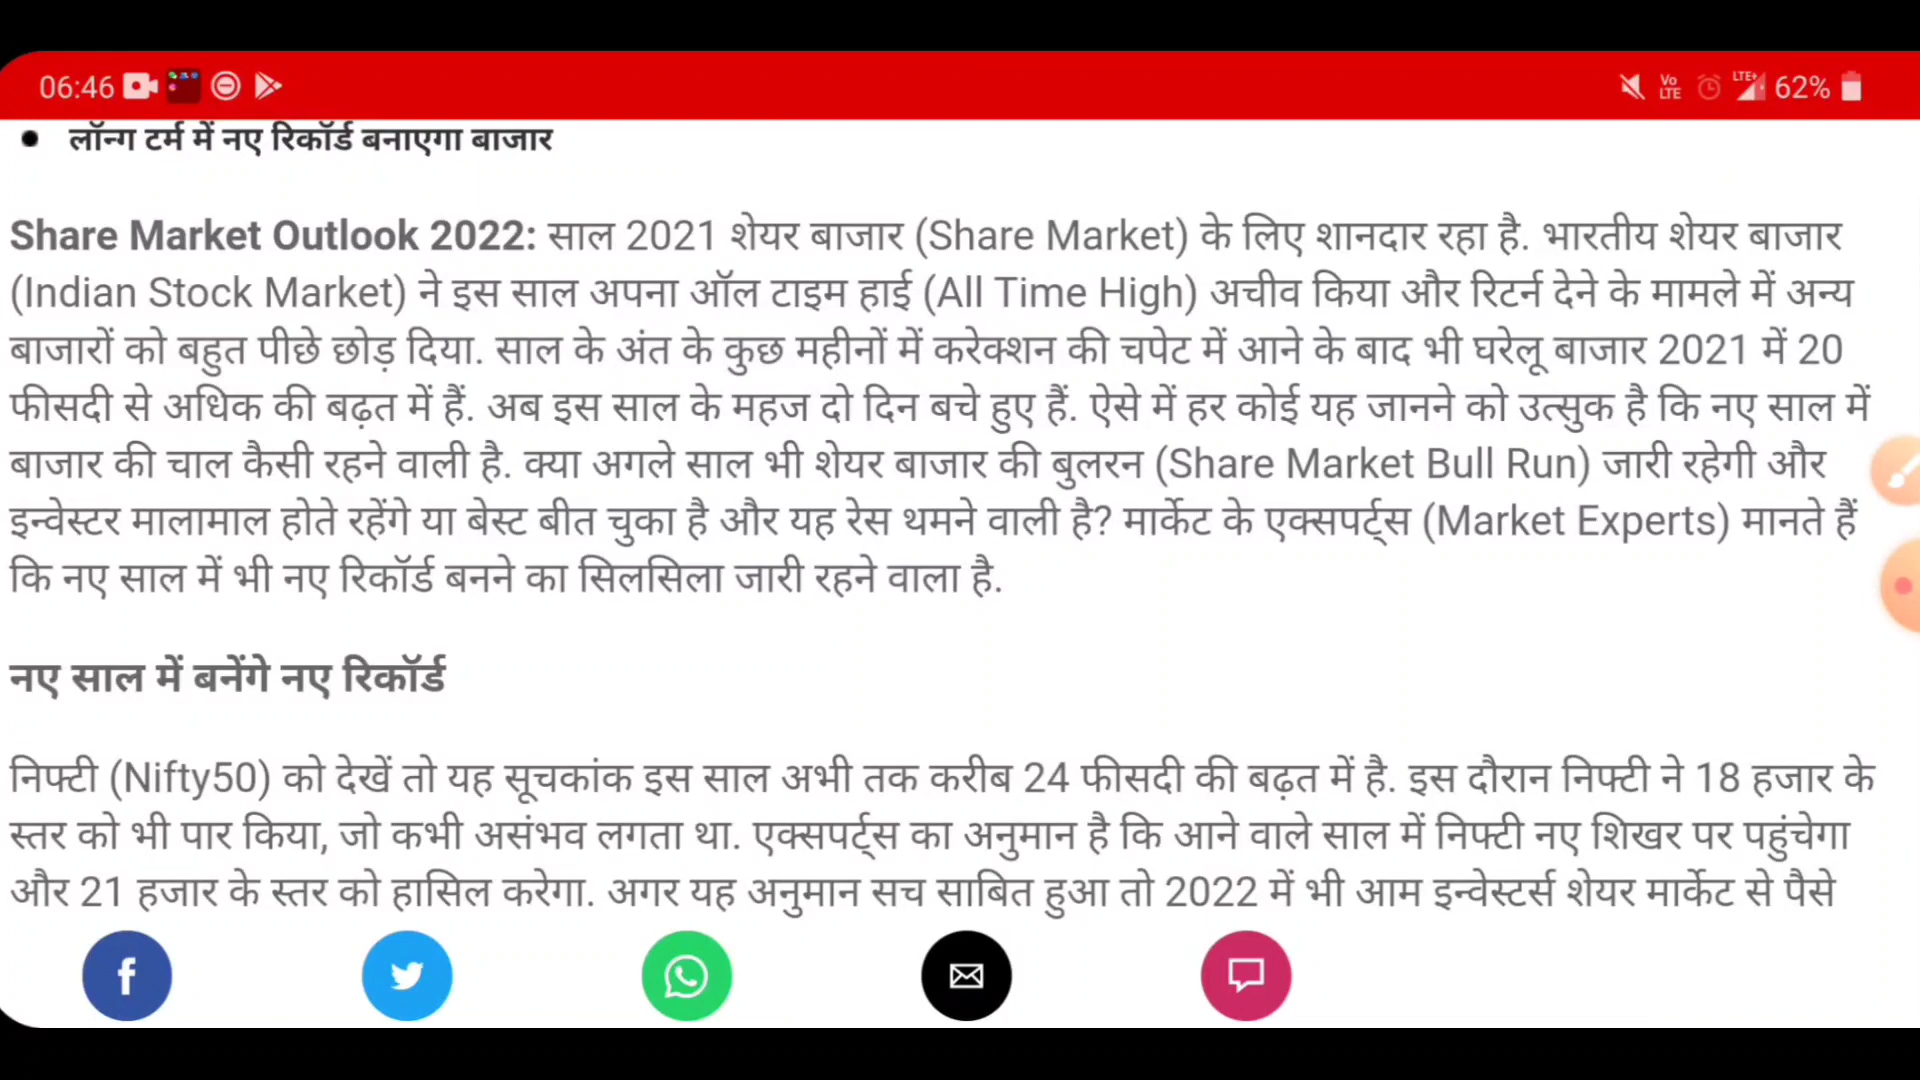 06:46 Vo LTE LTE+ 62%
• लॉन्ग टर्म में नए रिकॉर्ड बनाएगा बाजार
Share Market Outlook 2022: साल 2021 शेयर बाजार (Share Market) के लिए शानदार रहा है. भारतीय शेयर बाजार
(Indian Stock Market) ने इस साल अपना ऑल टाइम हाई (All Time High) अचीव किया और रिटर्न देने के मामले में अन्य
बाजारों को बहुत पीछे छोड़ दिया. साल के अंत के कुछ महीनों में करेक्शन की चपेट में आने के बाद भी घरेलू बाजार 2021 में 20
फीसदी से अधिक की बढ़त में हैं. अब इस साल के महज दो दिन बचे हुए हैं. ऐसे में हर कोई यह जानने को उत्सुक है कि नए साल में
बाजार की चाल कैसी रहने वाली है. क्या अगले साल भी शेयर बाजार की बुलरन (Share Market Bull Run) जारी रहेगी और
इन्वेस्टर मालामाल होते रहेंगे या बेस्ट बीत चुका है और यह रेस थमने वाली है? मार्केट के एक्सपर्ट्स (Market Experts) मानते हैं
कि नए साल में भी नए रिकॉर्ड बनने का सिलसिला जारी रहने वाला है.
नए साल में बनेंगे नए रिकॉर्ड
निफ्टी (Nifty50) को देखें तो यह सूचकांक इस साल अभी तक करीब 24 फीसदी की बढ़त में है. इस दौरान निफ्टी ने 18 हजार के
स्तर को भी पार किया, जो कभी असंभव लगता था. एक्सपर्ट्स का अनुमान है कि आने वाले साल में निफ्टी नए शिखर पर पहुंचेगा
और 21 हजार के स्तर को हासिल करेगा. अगर यह अनुमान सच साबित हुआ तो 2022 में भी आम इन्वेस्टर्स शेयर मार्केट से पैसे